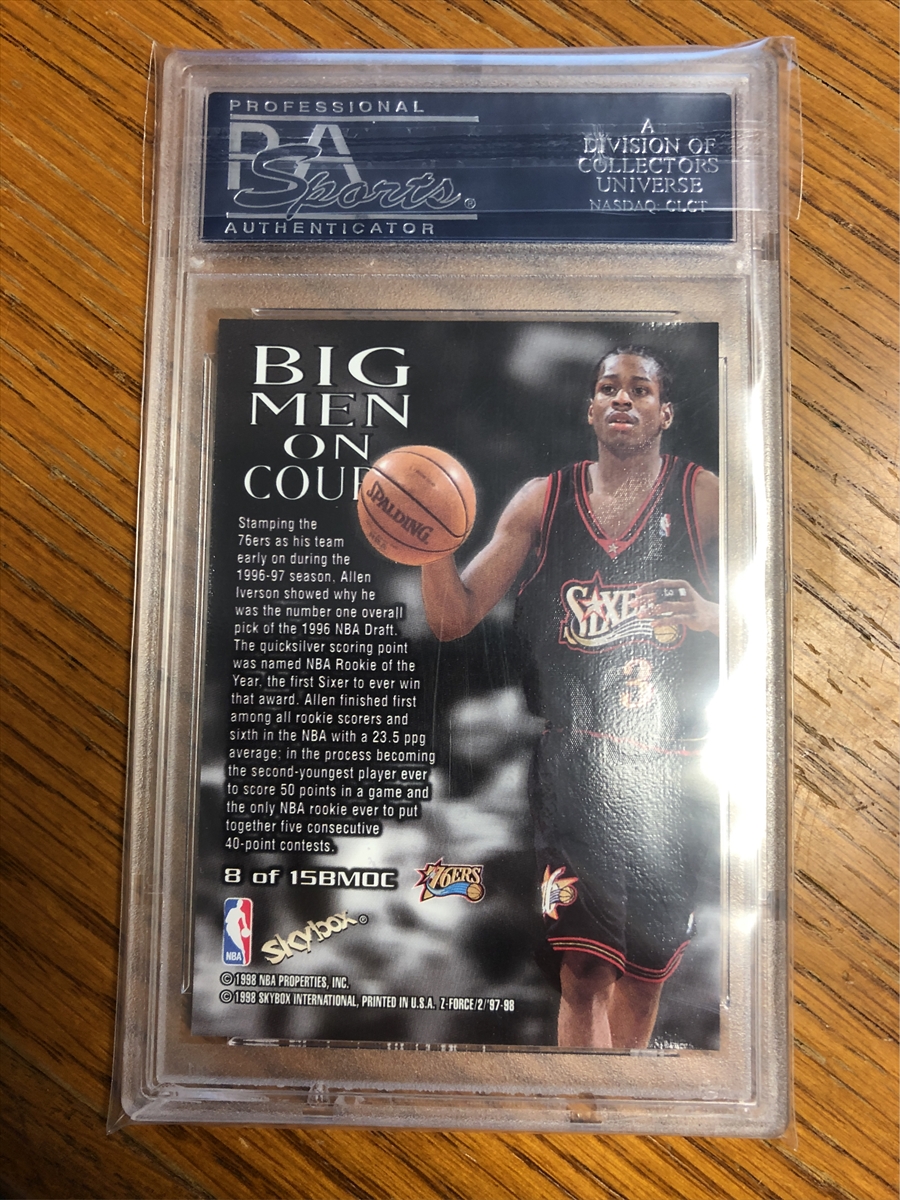 PROFESSIONAL
PSA
Sports®
AUTHENTICATOR
A
DIVISION OF
COLLECTORS
UNIVERSE
NASDAQ: CLCT
BIG
MEN
ON
COUR
SPALDING.
Stamping the
76ers as his team
early on during the
1996-97 season, Allen
Iverson showed why he
was the number one overall
pick of the 1996 NBA Draft.
The quicksilver scoring point
was named NBA Rookie of the
Year, the first Sixer to ever win
that award. Allen finished first
among all rookie scorers and
sixth in the NBA with a 23.5 ppg
average; in the process becoming
the second-youngest player ever
to score 50 points in a game and
the only NBA rookie ever to put
together five consecutive
40-point contests.
SIXE
3
8 of 15BMOC
76ERS
NBA
skybox®
© 1998 NBA PROPERTIES, INC.
© 1998 SKYBOX INTERNATIONAL, PRINTED IN U.S.A. Z-FORCE/2/'97-98